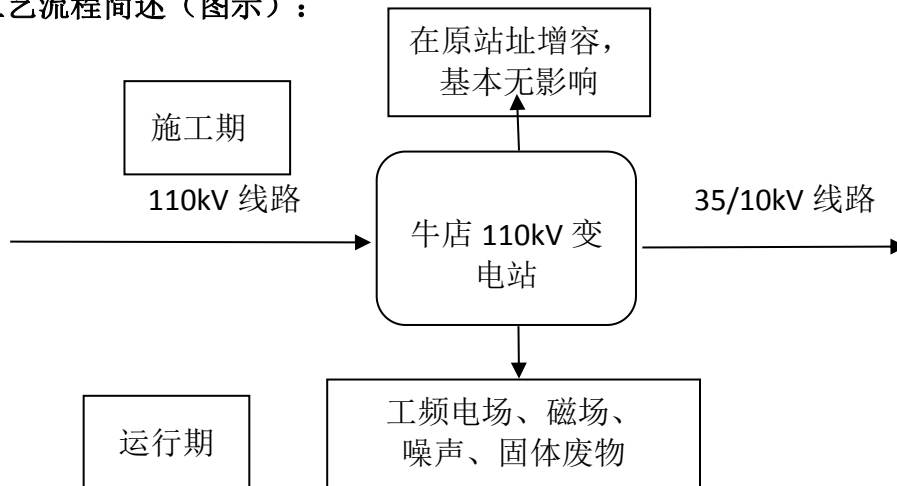 艺流程简述（图示）：
在原站址增容，
基本无影响
施工期
110kV 线路
35/10kV 线路
牛店 110kV 变
电站
工频电场、磁场、
噪声、固体废物
运行期